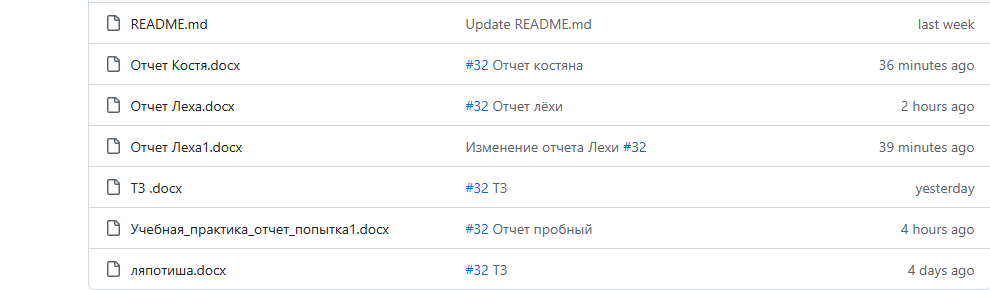 README.md Update README.md last week
Отчет Костя.docx #32 Отчет костяна 36 minutes ago
Отчет Леха.docx #32 Отчет лёхи 2 hours ago
Отчет Леха1.docx Изменение отчета Лехи #32 39 minutes ago
ТЗ .docx #32 ТЗ yesterday
Учебная_практика_отчет_попытка1.docx #32 Отчет пробный 4 hours ago
ляпотиша.docx #32 ТЗ 4 days ago